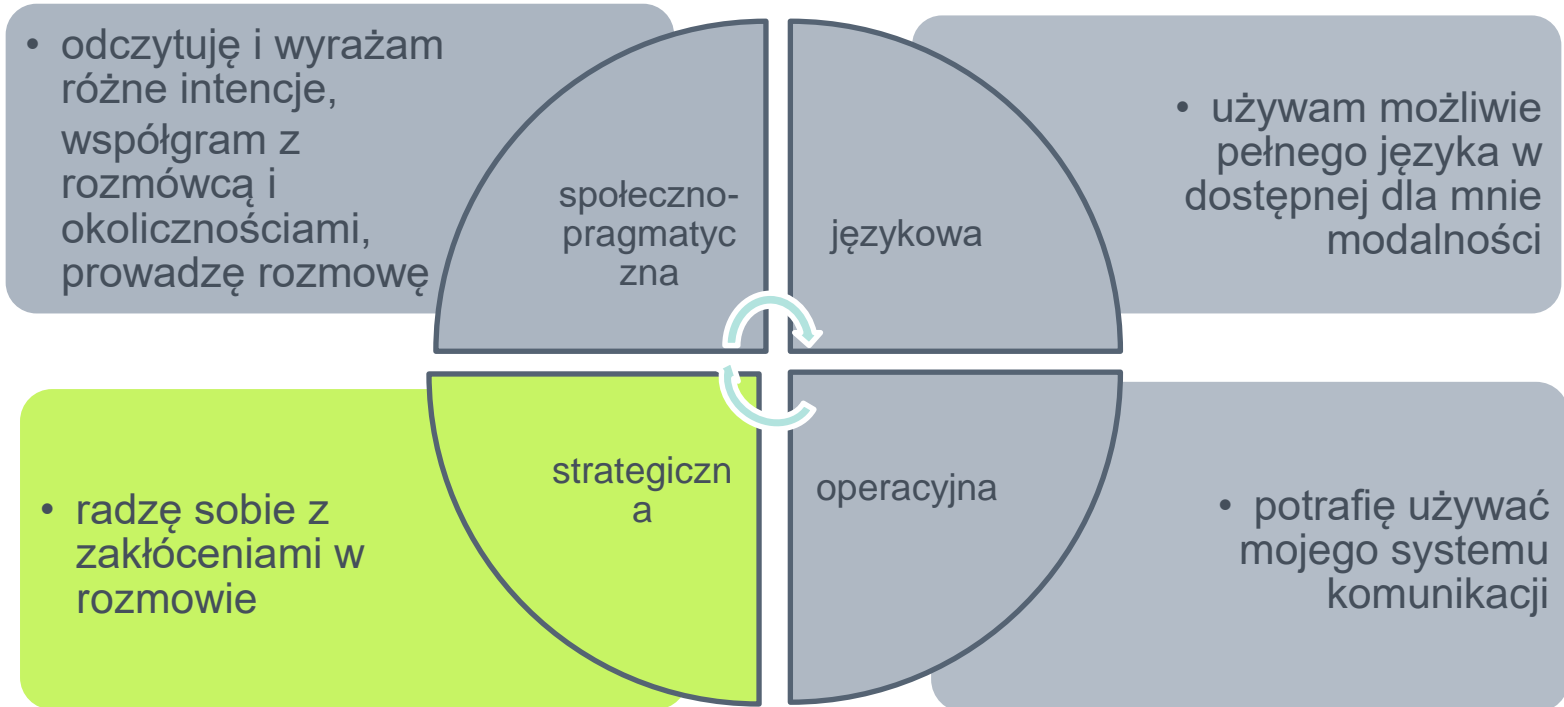 • odczytuję i wyrażam
różne intencje,
współgram z
rozmówcą i
okolicznościami,
prowadzę rozmowę
społeczno-
pragmatyc
zna
językowa
• używam możliwie
pełnego języka w
dostępnej dla mnie
modalności
• radzę sobie z
zakłóceniami w
rozmowie
strategiczn
a
operacyjna
• potrafię używać
mojego systemu
komunikacji